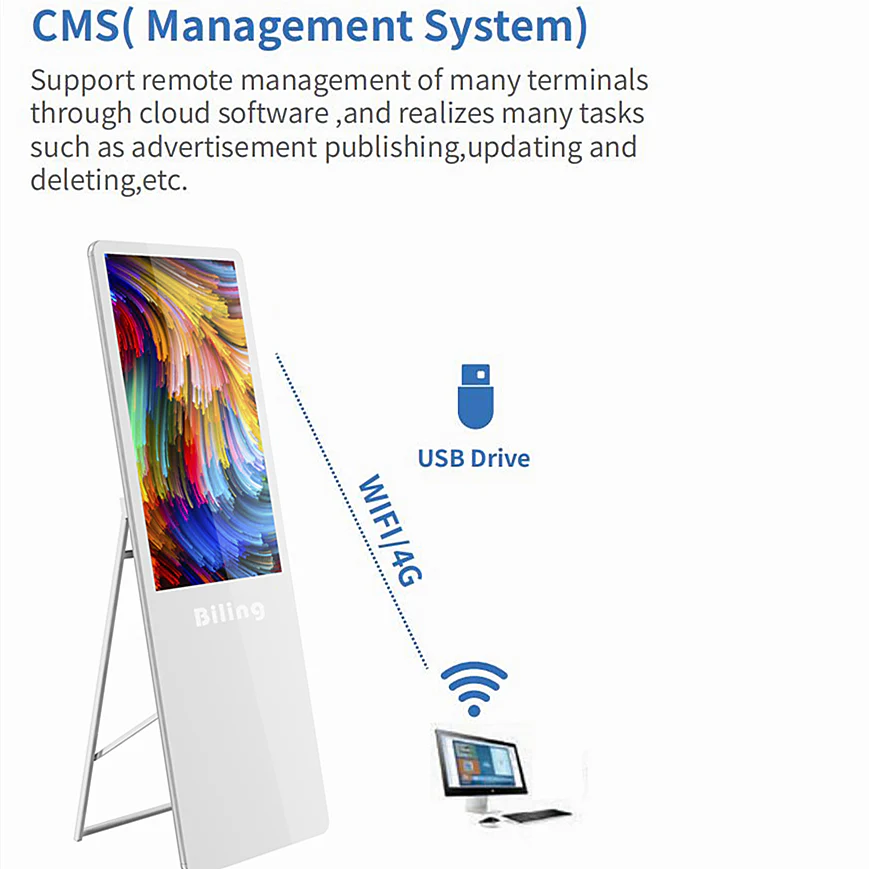 CMS( Management System)
Support remote management of many terminals
through cloud software ,and realizes many tasks
such as advertisement publishing,updating and
deleting,etc.
USB Drive
WIFI/4G
Biling